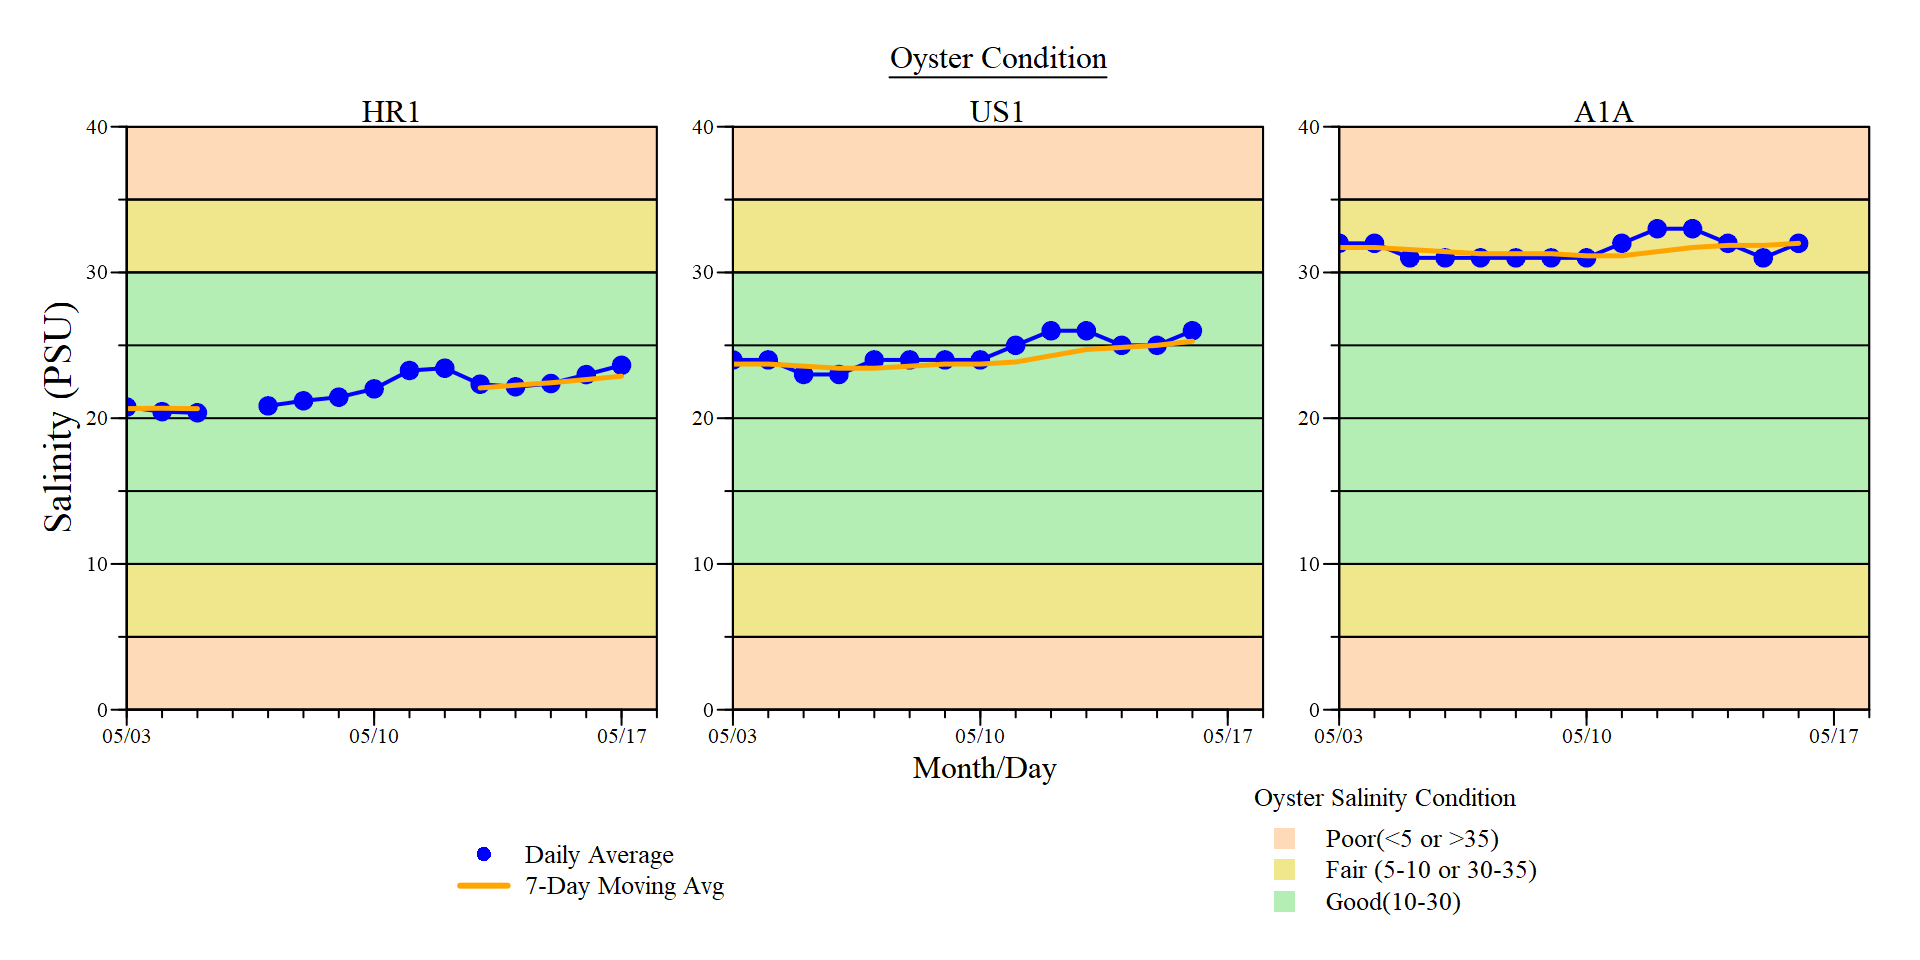 Oyster Condition
HR1
US1
A1A
Salinity (PSU)
40
30
20
10
0
05/03
05/10
05/17
40
30
20
10
0
05/03
05/10
05/17
40
30
20
10
0
05/03
05/10
05/17
Month/Day
Daily Average
7-Day Moving Avg
Oyster Salinity Condition
Poor(<5 or >35)
Fair (5-10 or 30-35)
Good(10-30)